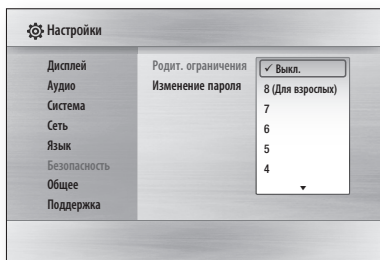 Настройки
Дисплей
Аудио
Система
Сеть
Язык
Безопасность
Общее
Поддержка
Родит. ограничения
Изменение пароля
✓ Выкл.
8 (Для взрослых)
7
6
5
4